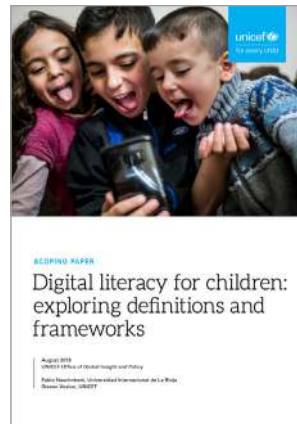 unicef
for every child
SCOPING PAPER
Digital literacy for children:
exploring definitions and
frameworks
August 2019
UNICEF Office of Global Insight and Policy
Fabio Nascimbeni, Universidad Internacional de La Rioja
Steven Vosloo, UNICEF